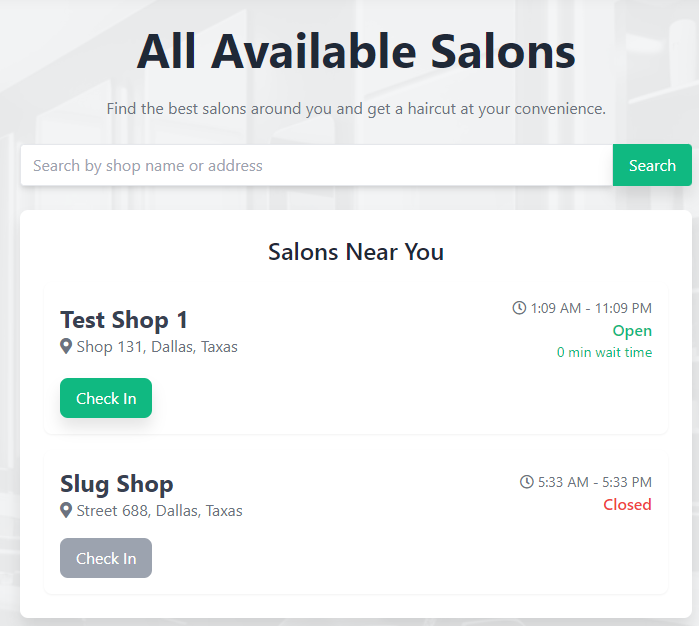 All Available Salons
Find the best salons around you and get a haircut at your convenience.
Search by shop name or address
Search
Salons Near You
Test Shop 1
Shop 131, Dallas, Taxas
1:09 AM - 11:09 PM
Open
0 min wait time
Check In
Slug Shop
Street 688, Dallas, Taxas
5:33 AM - 5:33 PM
Closed
Check In